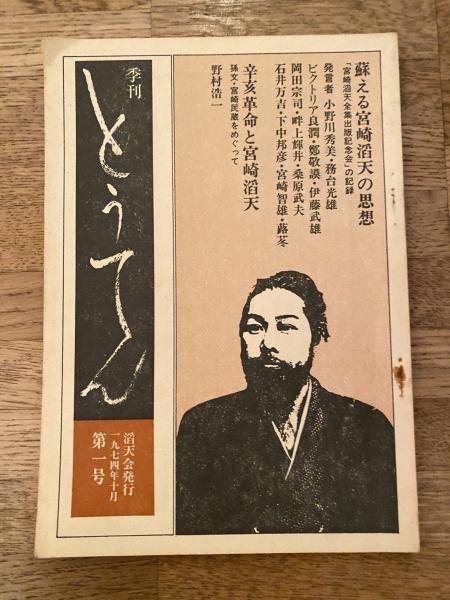 蘇える宮崎滔天の思想
「宮崎滔天全集出版記念会」の記録
発言者 小野川秀美・務台光雄
ビクトリア良潤・鄭敬謨・伊藤武雄
岡田宗司・畔上輝井・桑原武夫
石井万吉・下中邦彦・宮崎智雄・蕗苳
辛亥革命と宮崎滔天
孫文・宮崎民蔵をめぐって
野村浩一
季刊
とうてん
滔天会発行
一九七四年十月
第一号